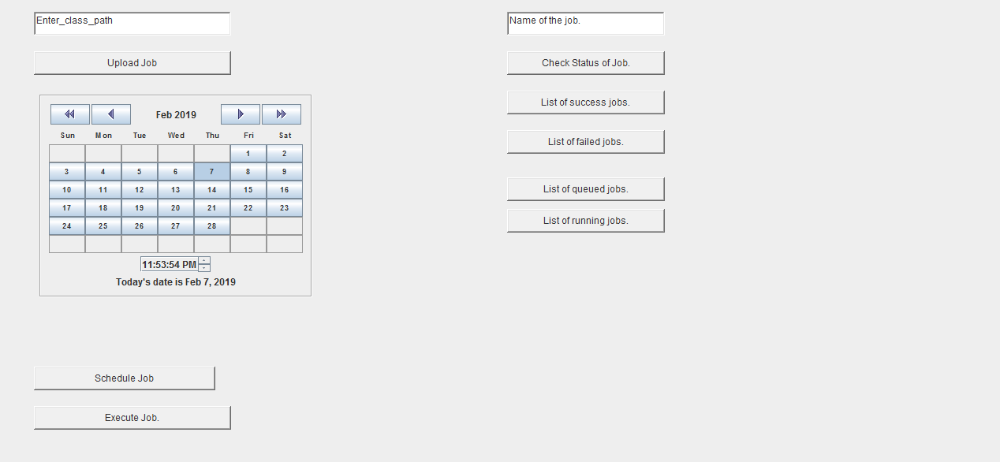 Enter_class_path
Upload Job
Feb 2019
Sun Mon Tue Wed Thu Fri Sat
1 2
3 4 5 6 7 8 9
10 11 12 13 14 15 16
17 18 19 20 21 22 23
24 25 26 27 28
11:53:54 PM
Today's date is Feb 7, 2019
Schedule Job
Execute Job.
Name of the job.
Check Status of Job.
List of success jobs.
List of failed jobs.
List of queued jobs.
List of running jobs.